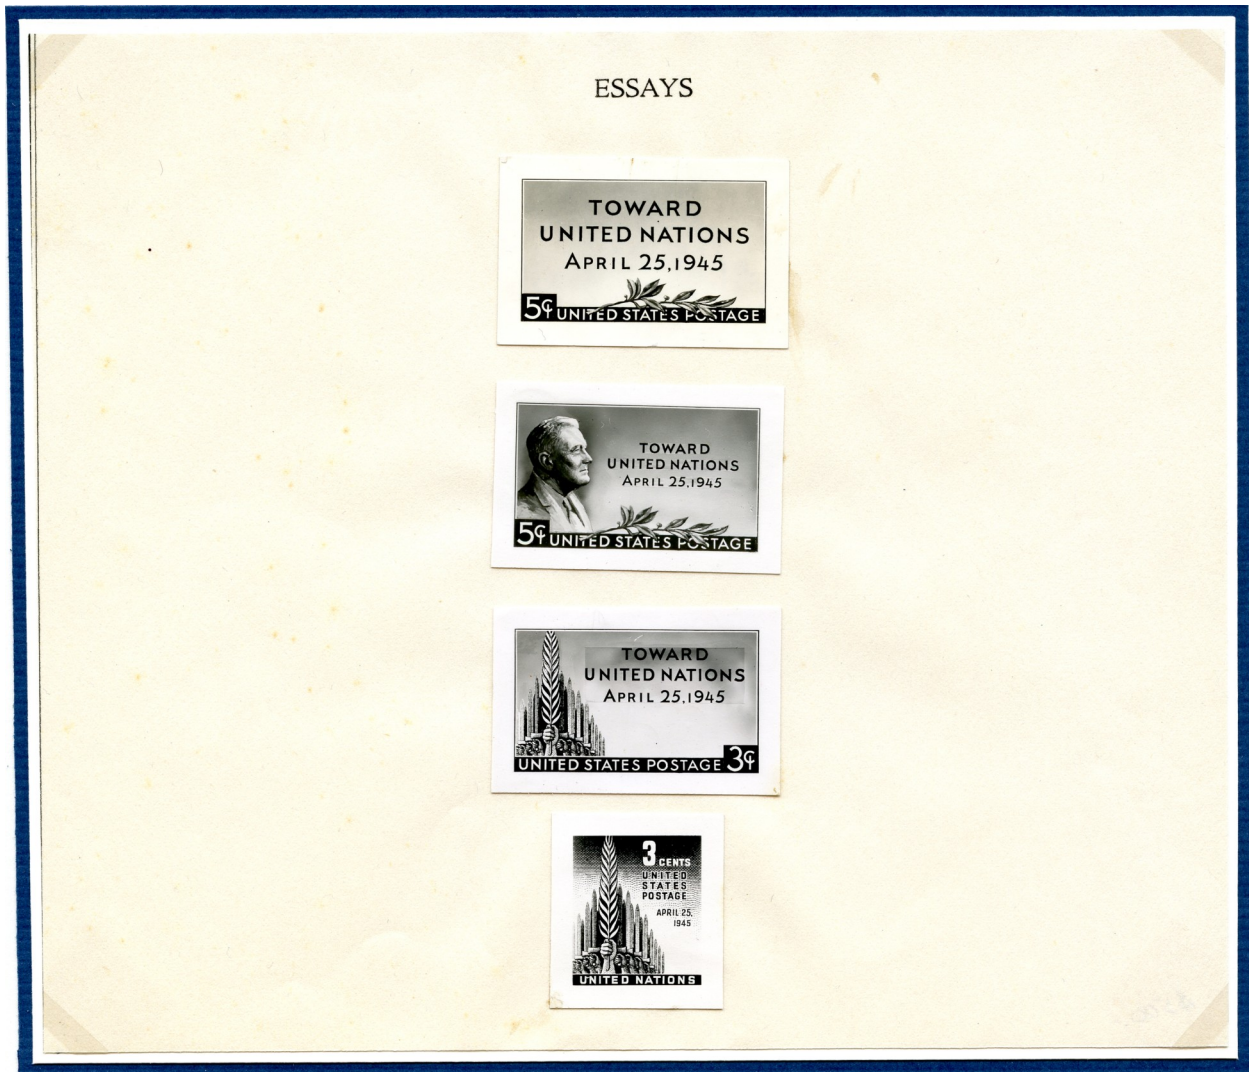 ESSAYS
TOWARD
UNITED NATIONS
APRIL 25,1945
5¢ UNITED STATES POSTAGE
TOWARD
UNITED NATIONS
APRIL 25,1945
5¢ UNITED STATES POSTAGE
TOWARD
UNITED NATIONS
APRIL 25,1945
UNITED STATES POSTAGE 3¢
3 CENTS
UNITED
STATES
POSTAGE
APRIL 25,
1945
UNITED NATIONS